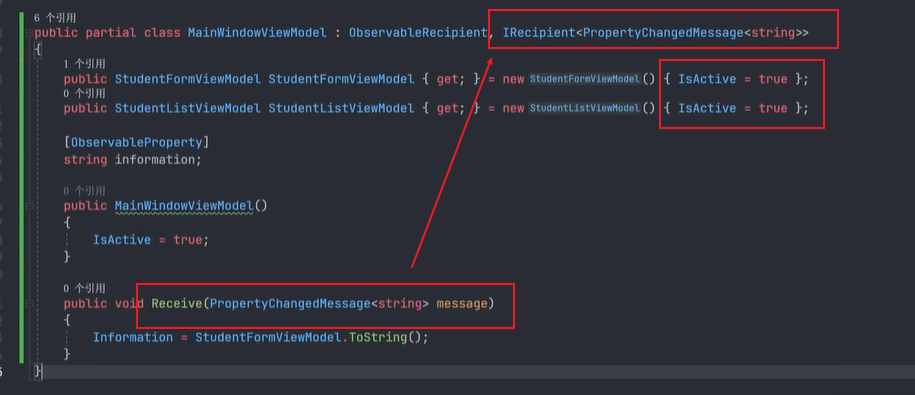 6 个引用
public partial class MainWindowViewModel : ObservableRecipient, IRecipient<PropertyChangedMessage<string>>
{
1 个引用
public StudentFormViewModel StudentFormViewModel { get; } = new StudentFormViewModel() { IsActive = true };
0 个引用
public StudentListViewModel StudentListViewModel { get; } = new StudentListViewModel() { IsActive = true };
[ObservableProperty]
string information;
0 个引用
public MainWindowViewModel()
{
IsActive = true;
}
0 个引用
public void Receive(PropertyChangedMessage<string> message)
{
Information = StudentFormViewModel.ToString();
}
}